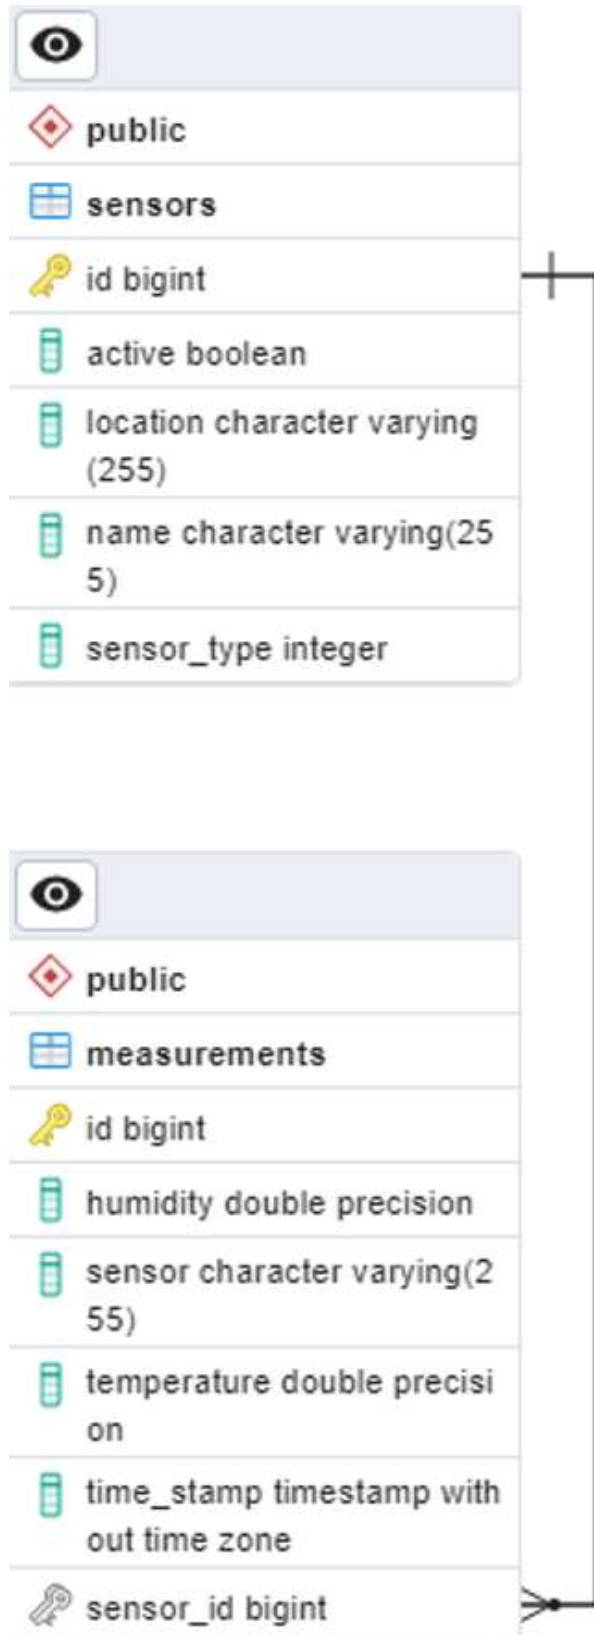 public
sensors
id bigint
active boolean
location character varying
(255)
name character varying(25
5)
sensor_type integer
public
measurements
id bigint
humidity double precision
sensor character varying(2
55)
temperature double precisi
on
time_stamp timestamp with
out time zone
sensor_id bigint